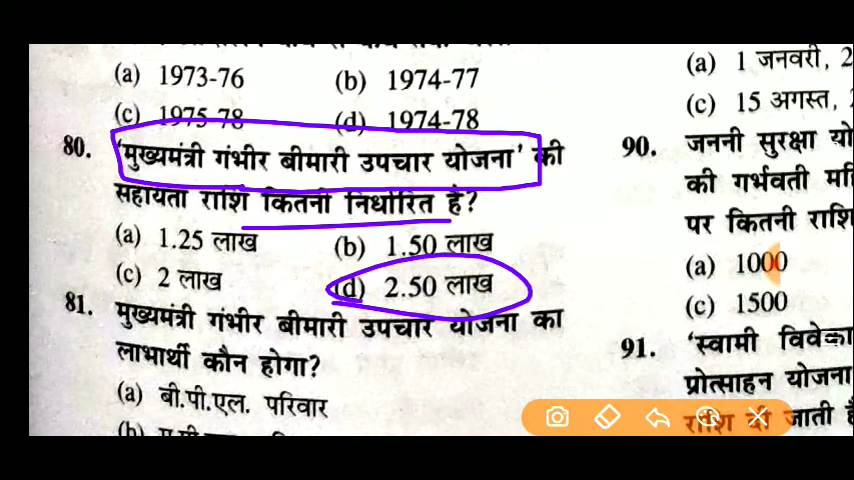 (a) 1973-76 (b) 1974-77
(c) 1975-78 (d) 1974-78
80. 'मुख्यमंत्री गंभीर बीमारी उपचार योजना' की
सहायता राशि कितनी निर्धारित है?
(a) 1.25 लाख (b) 1.50 लाख
(c) 2 लाख (d) 2.50 लाख
81. मुख्यमंत्री गंभीर बीमारी उपचार योजना का
लाभार्थी कौन होगा?
(a) बी.पी.एल. परिवार
(a) 1 जनवरी, 2
(c) 15 अगस्त,
90. जननी सुरक्षा
की गर्भवती
पर कितनी राशि
(a) 1000
(c) 1500
91. 'स्वामी
प्रोत्साहन योजना
राशि दी जाती